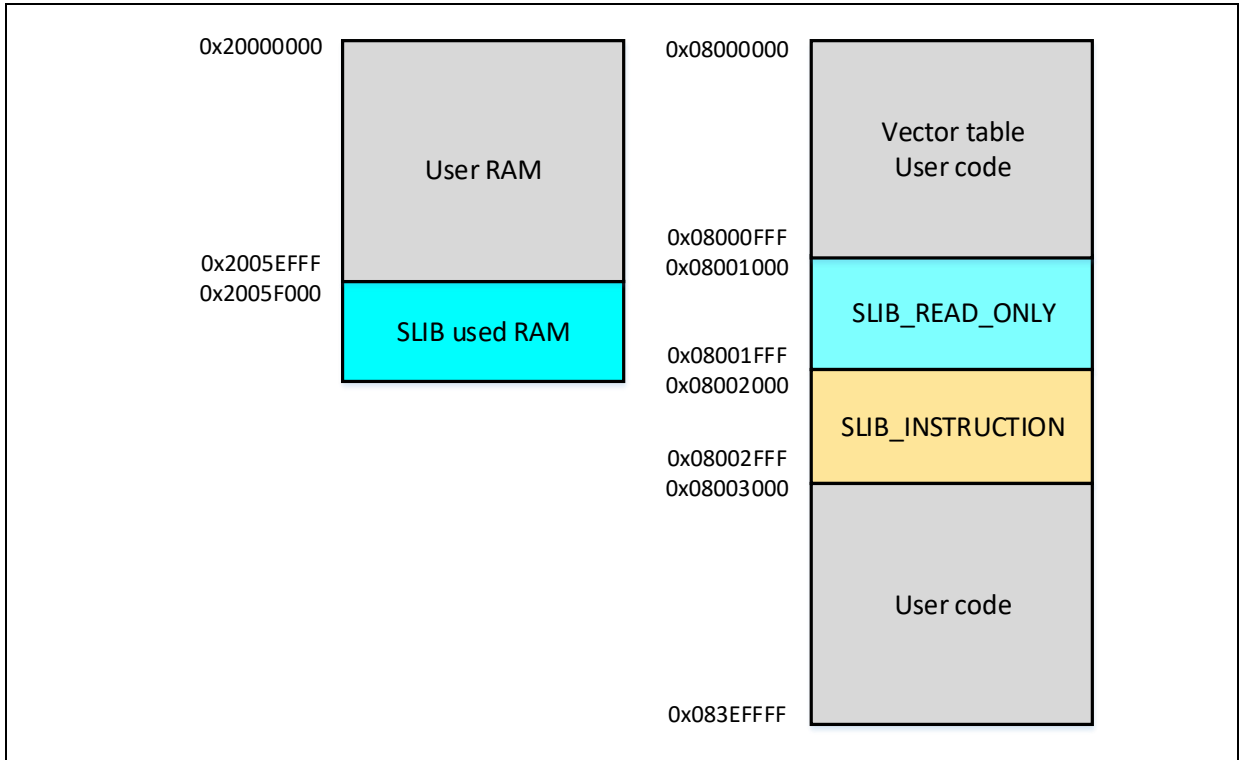 0x20000000
User RAM
0x2005EFFF
0x2005F000
SLIB used RAM
0x08000000
Vector table
User code
0x08000FFF
0x08001000
SLIB_READ_ONLY
0x08001FFF
0x08002000
SLIB_INSTRUCTION
0x08002FFF
0x08003000
User code
0x083EFFFF